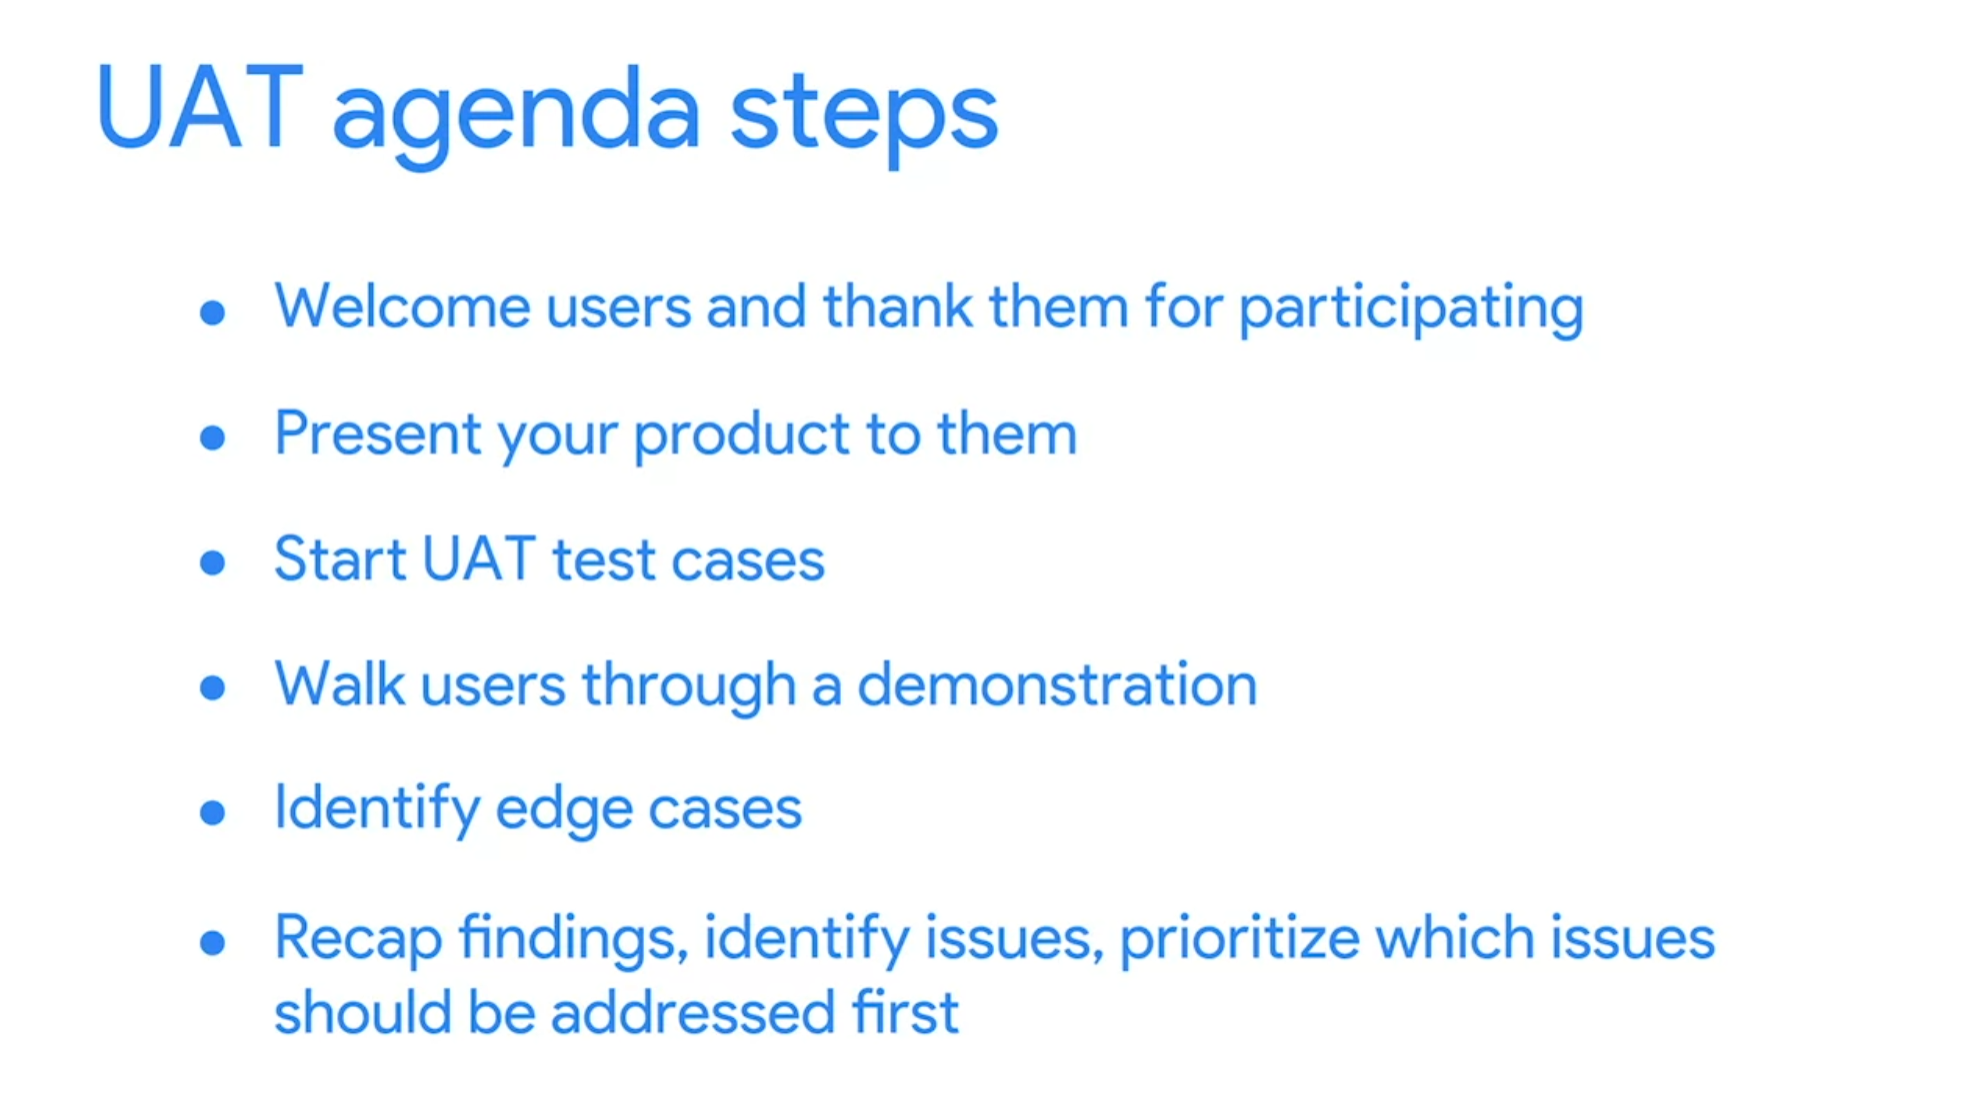 UAT agenda steps
● Welcome users and thank them for participating
● Present your product to them
● Start UAT test cases
● Walk users through a demonstration
● Identify edge cases
● Recap findings, identify issues, prioritize which issues
should be addressed first